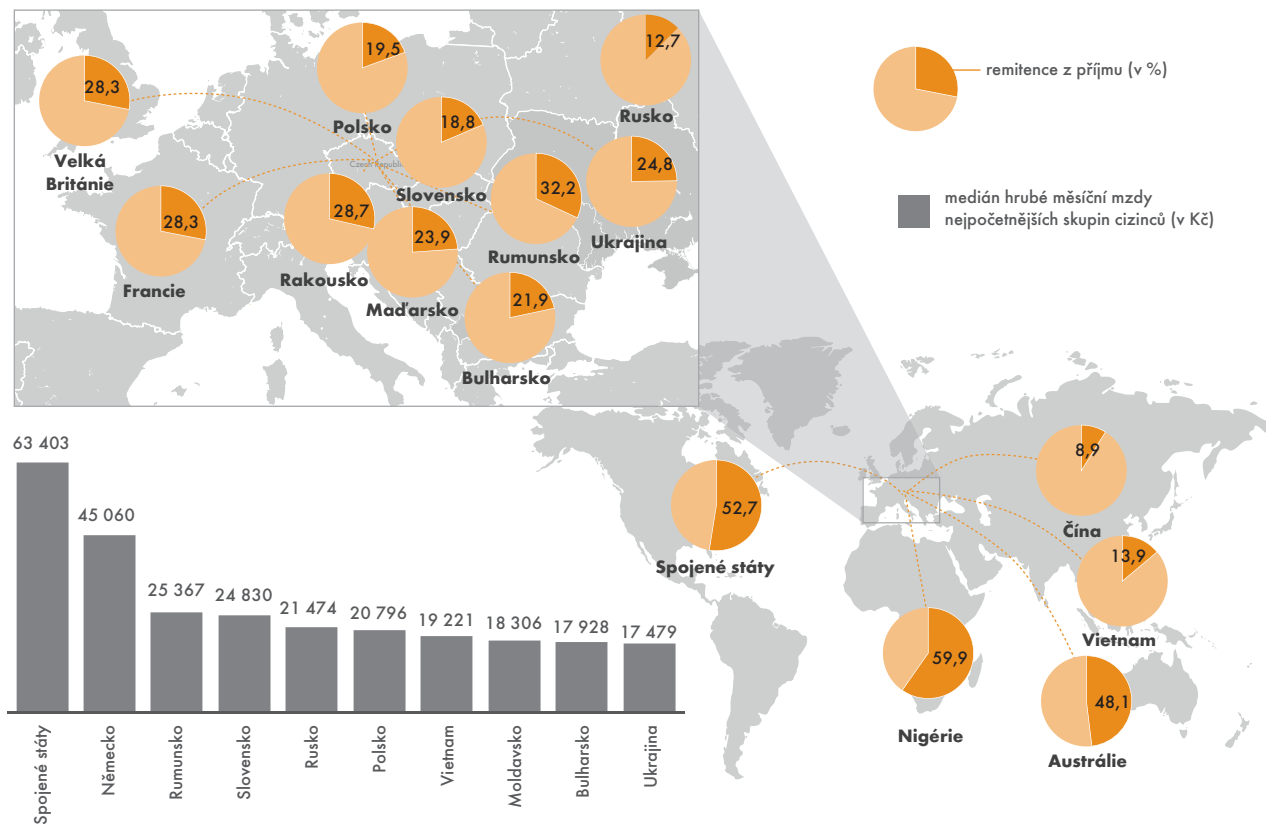 28,3
Velká
Británie
19,5
Polsko
12,7
Rusko
18,8
Slovensko
24,8
Ukrajina
Czech Republic
28,3
Francie
28,7
Rakousko
23,9
Maďarsko
32,2
Rumunsko
21,9
Bulharsko
remitence z příjmu (v %)
medián hrubé měsíční mzdy
nejpočetnějších skupin cizinců (v Kč)
63 403
45 060
25 367
24 830
21 474
20 796
19 221
18 306
17 928
17 479
Spojené státy
Německo
Rumunsko
Slovensko
Rusko
Polsko
Vietnam
Moldavsko
Bulharsko
Ukrajina
52,7
Spojené státy
8,9
Čína
13,9
Vietnam
59,9
Nigérie
48,1
Austrálie